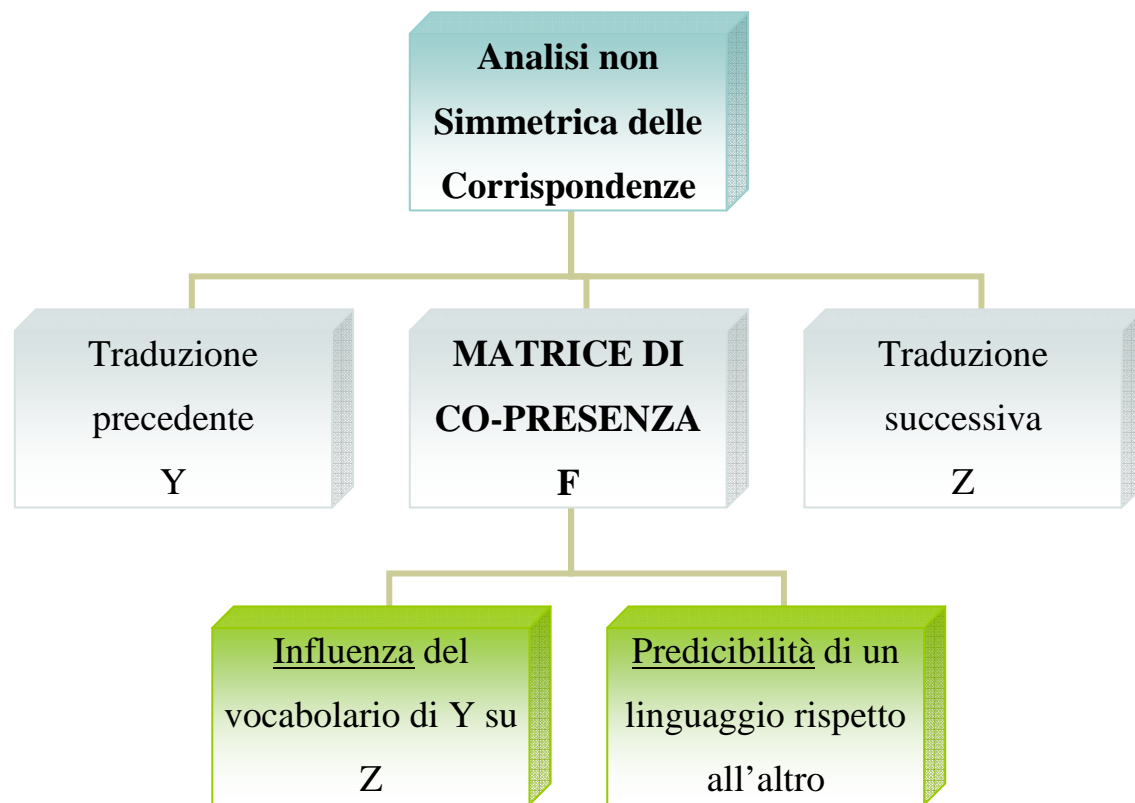 Analisi non
Simmetrica delle
Corrispondenze
Traduzione
precedente
Y
MATRICE DI
CO-PRESENZA
F
Traduzione
successiva
Z
Influenza del
vocabolario di Y su
Z
Predicibilità di un
linguaggio rispetto
all’altro